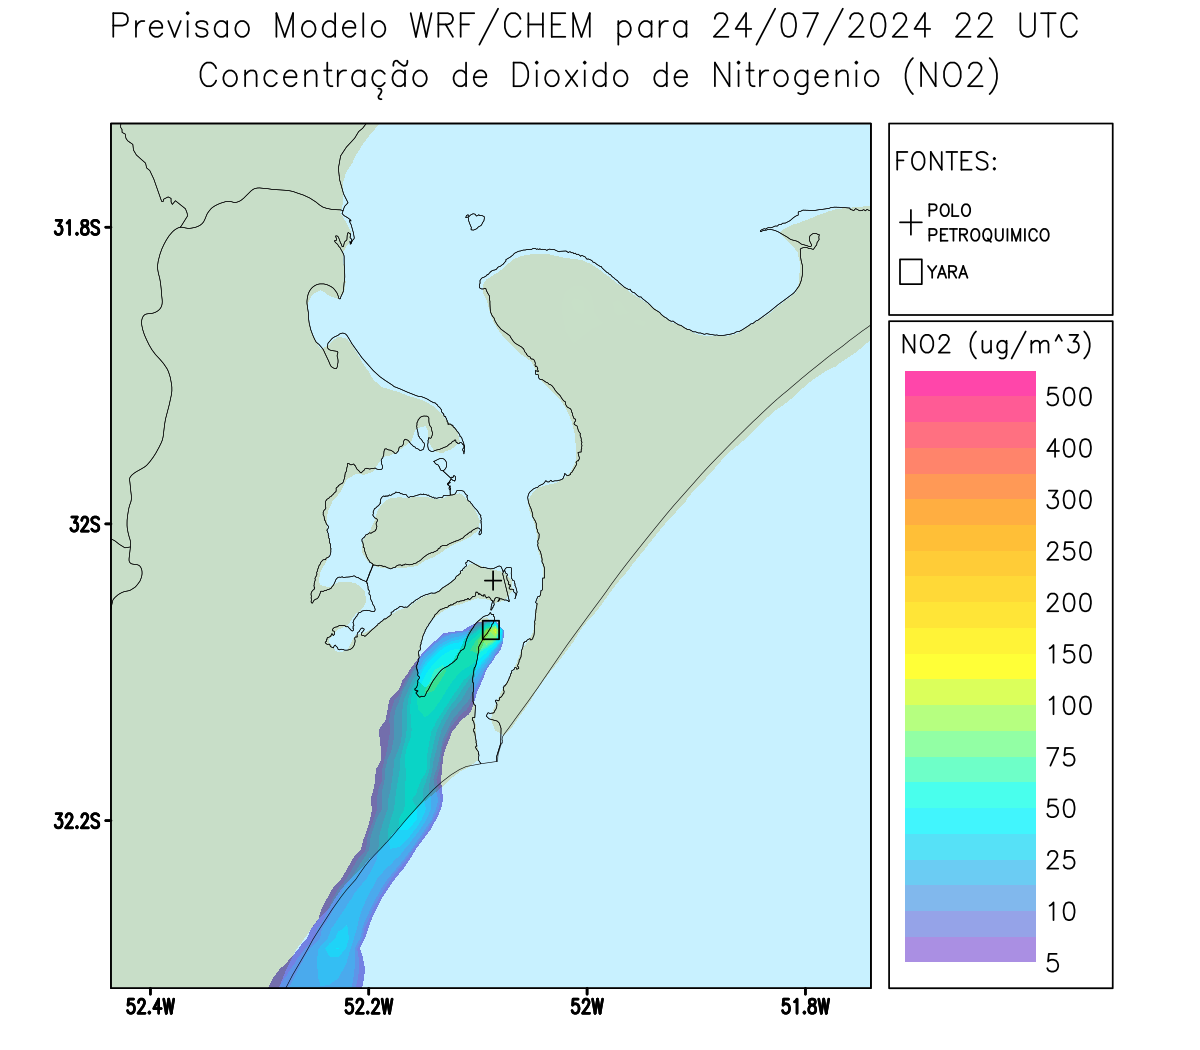 Previsao Modelo WRF/CHEM para 24/07/2024 22 UTC
Concentração de Dioxido de Nitrogenio (NO2)
FONTES:
POLO
PETROQUIMICO
YARA
NO2 (ug/m^3)
500
400
300
250
200
150
100
75
50
25
10
5
31.8S
32S
32.2S
52.4W
52.2W
52W
51.8W